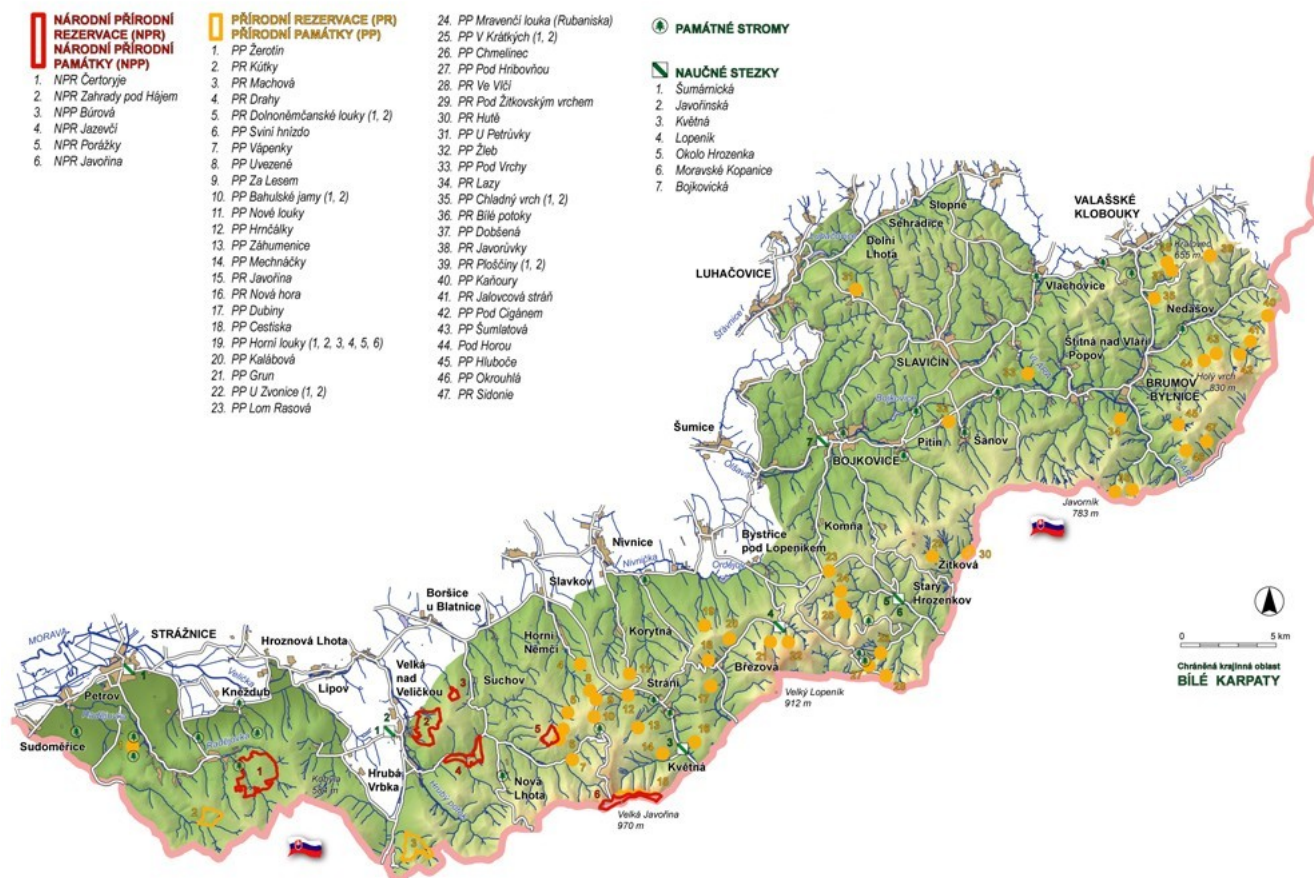 NÁRODNÍ PŘÍRODNÍ
REZERVACE (NPR)
NÁRODNÍ PŘÍRODNÍ
PAMÁTKY (NPP)
1. NPR Čertoryje
2. NPR Zahrady pod Hájem
3. NPP Búrová
4. NPR Jazevčí
5. NPR Porážky
6. NPR Javořina
PŘÍRODNÍ REZERVACE (PR)
PŘÍRODNÍ PAMÁTKY (PP)
1. PP Žerotín
2. PR Kútky
3. PR Machová
4. PR Drahy
5. PR Dolnoněmčanské louky (1, 2)
6. PP Sviní hnízdo
7. PP Vápenky
8. PP Uvezené
9. PP Za Lesem
10. PP Bahulské jamy (1, 2)
11. PP Nové louky
12. PP Hrnčálky
13. PP Záhumenice
14. PP Mechnáčky
15. PR Javořina
16. PR Nová hora
17. PP Dubiny
18. PP Cestiska
19. PP Horní louky (1, 2, 3, 4, 5, 6)
20. PP Kalábová
21. PP Grun
22. PP U Zvonice (1, 2)
23. PP Lom Rasová
24. PP Mravenčí louka (Rubaniska)
25. PP V Krátkých (1, 2)
26. PP Chmelinec
27. PP Pod Hribovňou
28. PR Ve Vlčí
29. PR Pod Žitkovským vrchem
30. PR Hutě
31. PP U Petrůvky
32. PP Žleb
33. PP Pod Vrchy
34. PR Lazy
35. PP Chladný vrch (1, 2)
36. PR Bílé potoky
37. PP Dobšená
38. PR Javorůvky
39. PR Ploščiny (1, 2)
40. PP Kaňoury
41. PR Jalovcová stráň
42. PP Pod Cigánem
43. PP Šumlatová
44. Pod Horou
45. PP Hluboče
46. PP Okrouhlá
47. PR Sidonie
PAMÁTNÉ STROMY
NAUČNÉ STEZKY
1. Šumárnická
2. Javořinská
3. Květná
4. Lopeník
5. Okolo Hrozenka
6. Moravské Kopanice
7. Bojkovická
Slopné
Sehradice
Dolní
Lhota
LUHAČOVICE
Štávnice
VALAŠSKÉ
KLOBOUKY
Královec
655 m
Vlachovice
Nedašov
Štítná nad Vláří
Popov
SLAVIČÍN
Holý vrch
830 m
BRUMOV
BYLNICE
Šumice
Olšava
BOJKOVICE
Pitín
Šanov
Javorník
783 m
Komňa
Bystřice
pod Lopeníkem
Žitková
Starý
Hrozenkov
Nivnice
Nivnička
Ordějov
Slavkov
Boršice
u Blatnice
Horní
Němčí
Korytná
Strání
Březová
Velký Lopeník
912 m
Květná
Velká Javořina
970 m
Nová
Lhota
Suchov
Velká
nad
Veličkou
Hrubá
Vrbka
Lipov
Hroznová Lhota
STRÁŽNICE
MORAVA
Petrov
Sudoměřice
Kněždub
Velička
Radějovka
0 5 km
Chráněná krajinná oblast
BÍLÉ KARPATY